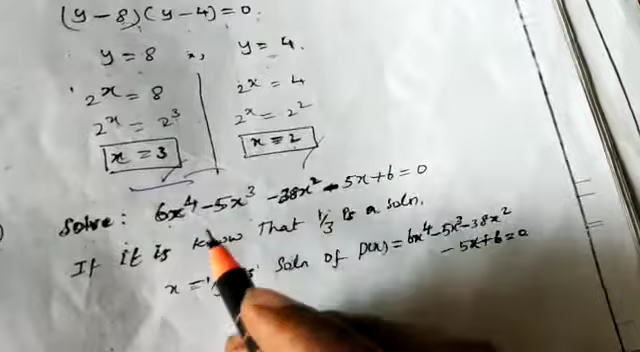 (y-8)(y-4)=0.
y = 8 , y = 4.
2^x = 8 2^x = 4
2^x = 2^3 2^x = 2^2
x = 3 x = 2
Solve: 6x^4-5x^3-38x^2-5x+6=0
If it is know That 1/3 is a soln.
x = soln of P(x)=6x^4-5x^3-38x^2
-5x+6=0